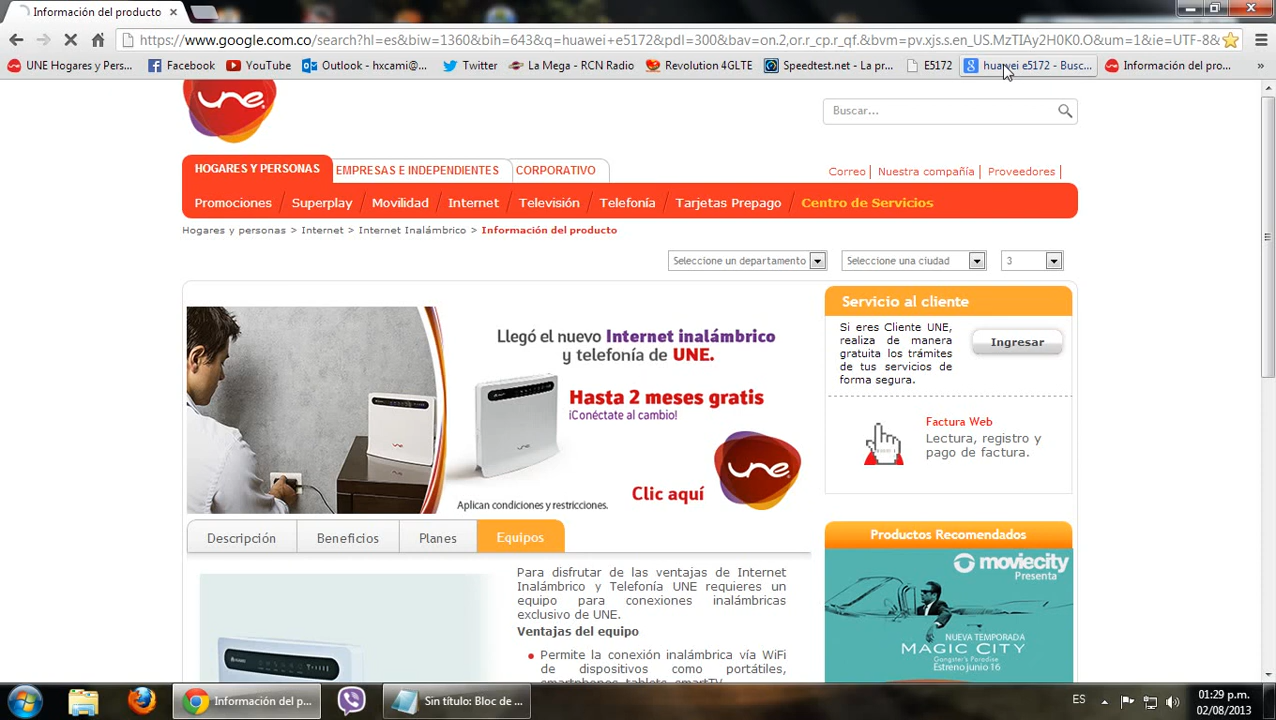 Información del producto
https://www.google.com.co/search?hl=es&biw=1360&bih=643&q=huawei+e5172&pdl=300&bav=on.2,or.r_cp.r_qf.&bvm=pv.xjs.s.en_US.MzTIAy2H0K0.O&um=1&ie=UTF-8&
UNE Hogares y Perso... Facebook YouTube Outlook - hxcami@... Twitter La Mega - RCN Radio Revolution 4GLTE Speedtest.net - La pr... E5172 huawei e5172 - Busc... Información del pro... »
une
Buscar...
HOGARES Y PERSONAS EMPRESAS E INDEPENDIENTES CORPORATIVO
Correo | Nuestra compañía | Proveedores |
Promociones Superplay Movilidad Internet Televisión Telefonía Tarjetas Prepago Centro de Servicios
Hogares y personas > Internet > Internet Inalámbrico > Información del producto
Seleccione un departamento Seleccione una ciudad 3
Llegó el nuevo Internet inalámbrico
y telefonía de UNE.
Hasta 2 meses gratis
¡Conéctate al cambio!
une
Clic aquí
Aplican condiciones y restricciones.
Servicio al cliente
Si eres Cliente UNE,
realiza de manera
gratuita los trámites
de tus servicios de
forma segura.
Ingresar
Factura Web
Lectura, registro y
pago de factura.
Descripción Beneficios Planes Equipos
Para disfrutar de las ventajas de Internet
Inalámbrico y Telefonía UNE requieres un
equipo para conexiones inalámbricas
exclusivo de UNE.
Ventajas del equipo
Permite la conexión inalámbrica vía WiFi
de dispositivos como portátiles,
smartphones, tablets, smartTV
Productos Recomendados
moviecity
Presenta
NUEVA TEMPORADA
MAGIC CITY
Gangster's Paradise
Estreno junio 16
Información del p... Sin título: Bloc de ... ES 01:29 p.m.
02/08/2013